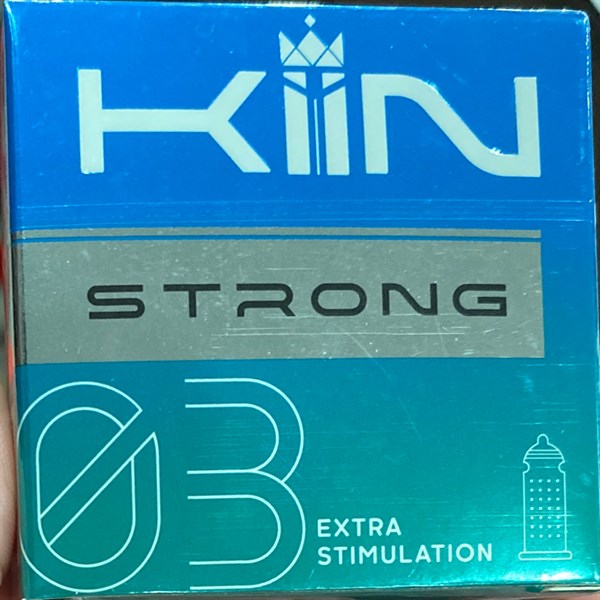 KIIN
STRONG
03
EXTRA
STIMULATION